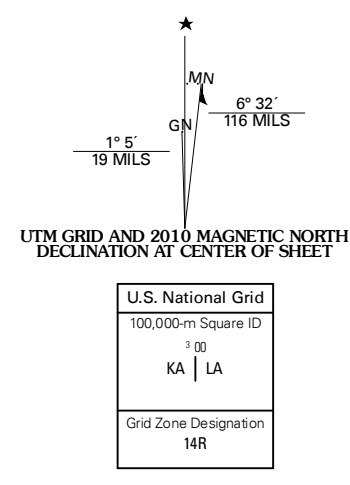 MN
6° 32´
116 MILS
GN
1° 5´
19 MILS
UTM GRID AND 2010 MAGNETIC NORTH
DECLINATION AT CENTER OF SHEET
U.S. National Grid
100,000-m Square ID
3 00
KA LA
Grid Zone Designation
14R